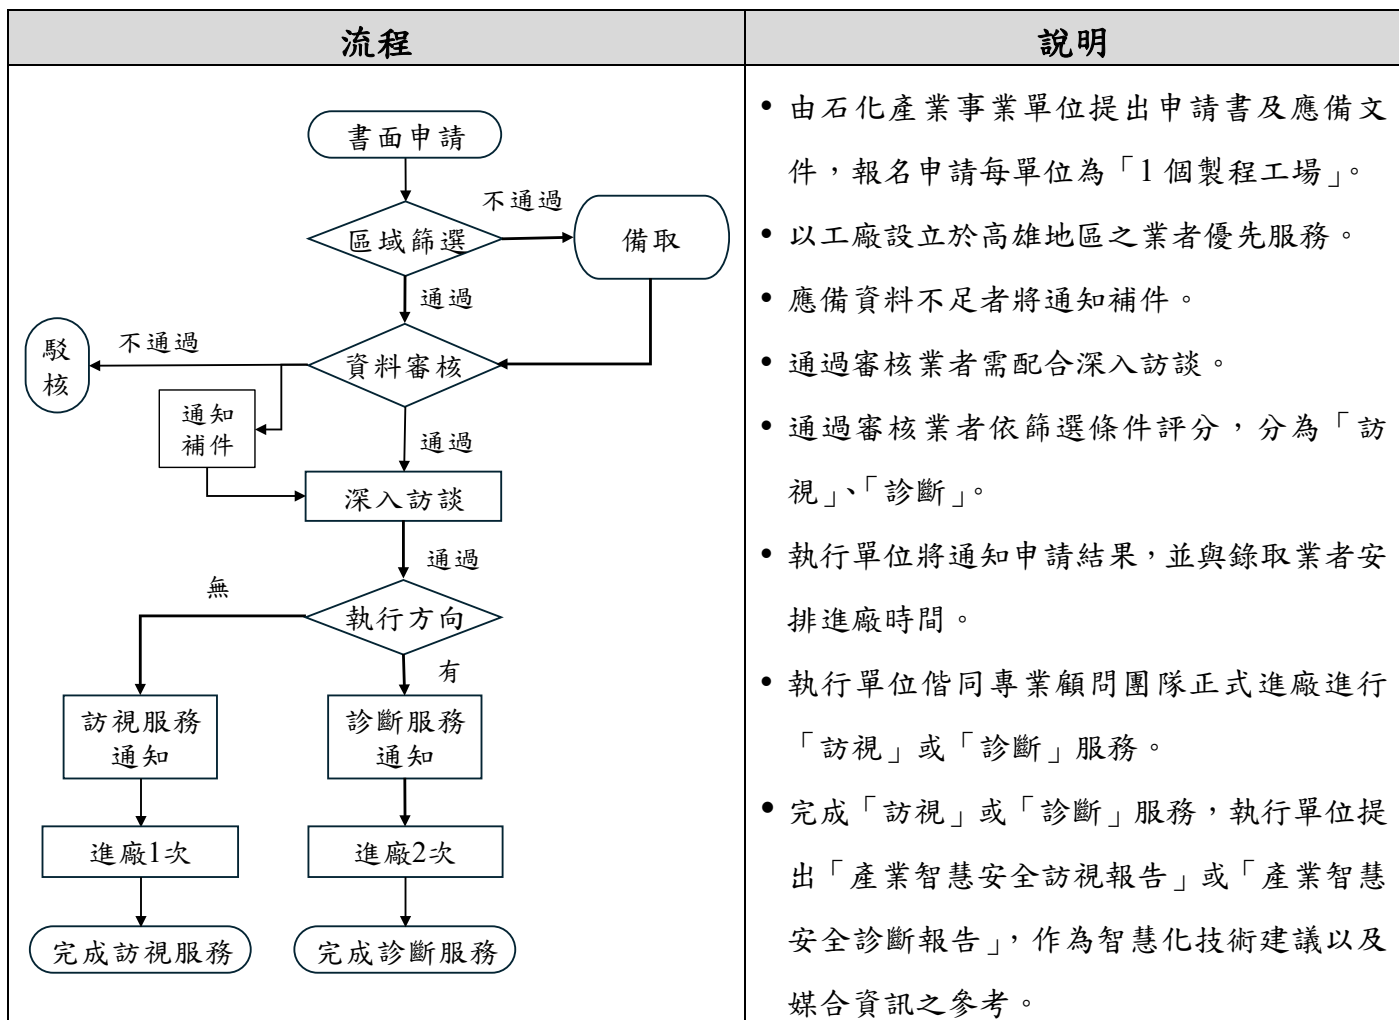 流程
說明
書面申請
不通過
區域篩選
備取
通過
駁
核
不通過
資料審核
通知
補件
通過
深入訪談
通過
無
執行方向
有
訪視服務
通知
診斷服務
通知
進廠1次
進廠2次
完成訪視服務
完成診斷服務
• 由石化產業事業單位提出申請書及應備文
件，報名申請每單位為「1 個製程工場」。
• 以工廠設立於高雄地區之業者優先服務。
• 應備資料不足者將通知補件。
• 通過審核業者需配合深入訪談。
• 通過審核業者依篩選條件評分，分為「訪
視」、「診斷」。
• 執行單位將通知申請結果，並與錄取業者安
排進廠時間。
• 執行單位偕同專業顧問團隊正式進廠進行
「訪視」或「診斷」服務。
• 完成「訪視」或「診斷」服務，執行單位提
出「產業智慧安全訪視報告」或「產業智慧
安全診斷報告」，作為智慧化技術建議以及
媒合資訊之參考。